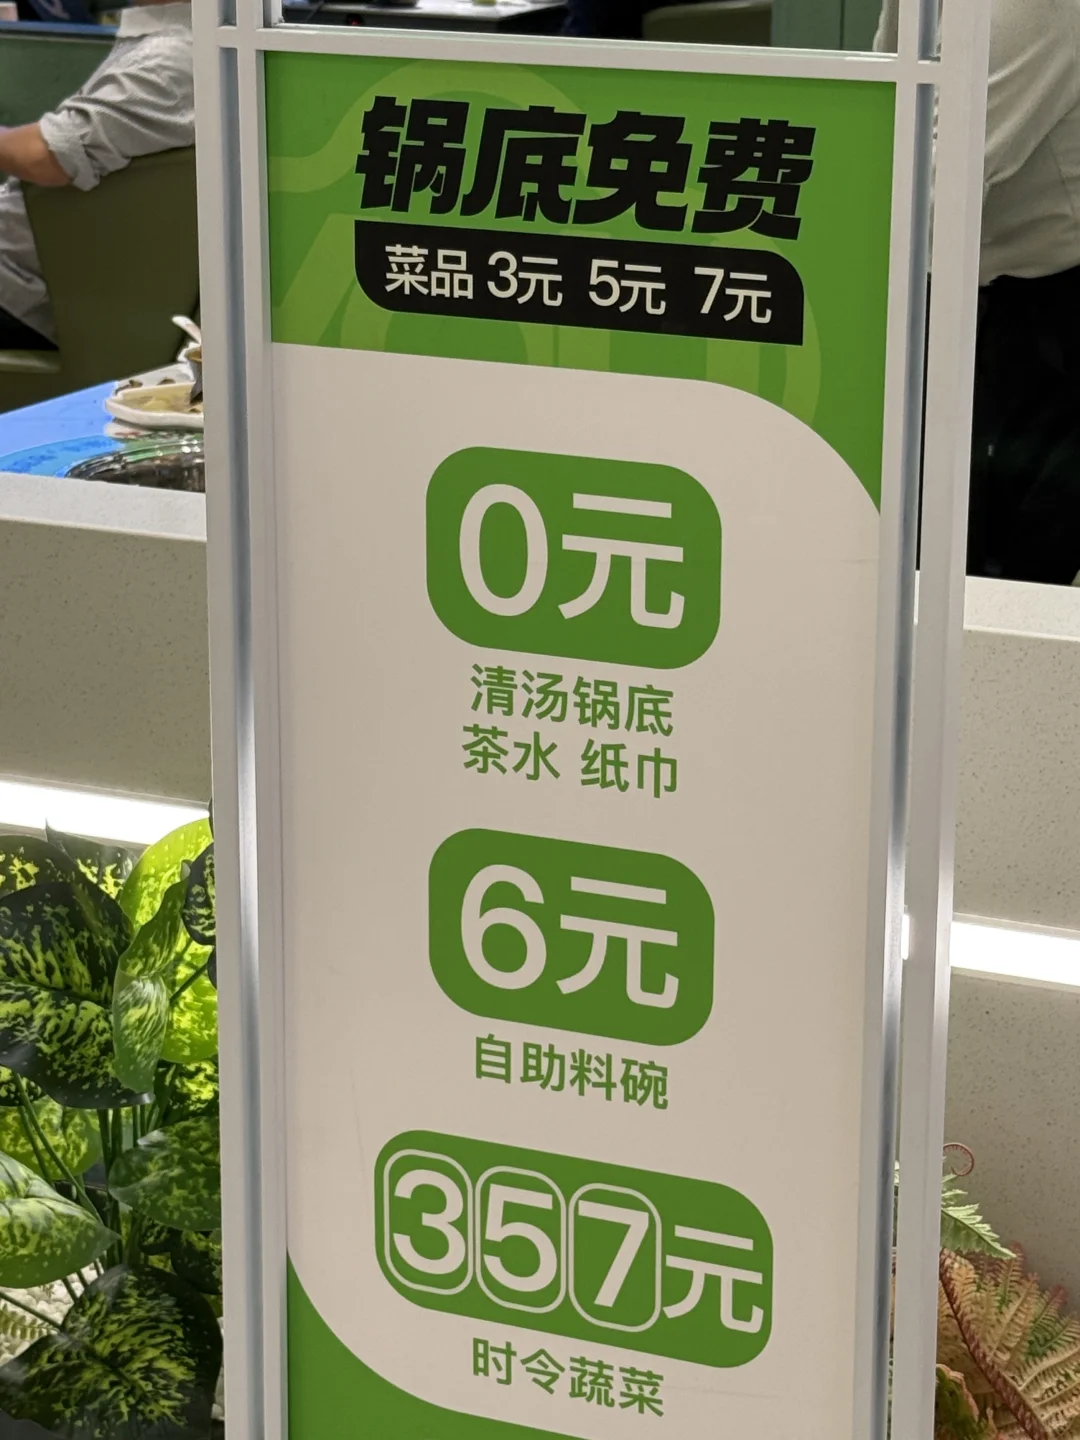 锅底免费
菜品 3元 5元 7元
0元
清汤锅底
茶水 纸巾
6元
自助料碗
357元
时令蔬菜